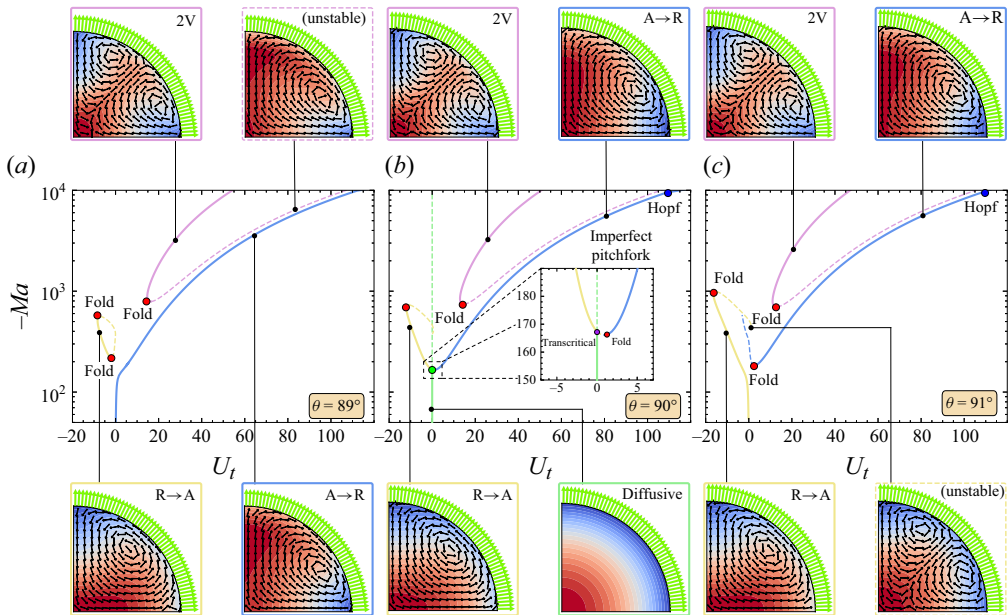 2V
(unstable)
2V
A→R
2V
A→R
(a)
(b)
(c)
10⁴
10³
10²
−Ma
Fold
Fold
Fold
θ = 89°
−20
0
20
40
60
80
100
U_t
Hopf
Imperfect
pitchfork
180
170
160
150
Transcritical
Fold
−5
0
5
Fold
Fold
θ = 90°
−20
0
20
40
60
80
100
U_t
Hopf
Fold
Fold
Fold
θ = 91°
−20
0
20
40
60
80
100
120
U_t
R→A
A→R
R→A
Diffusive
R→A
(unstable)